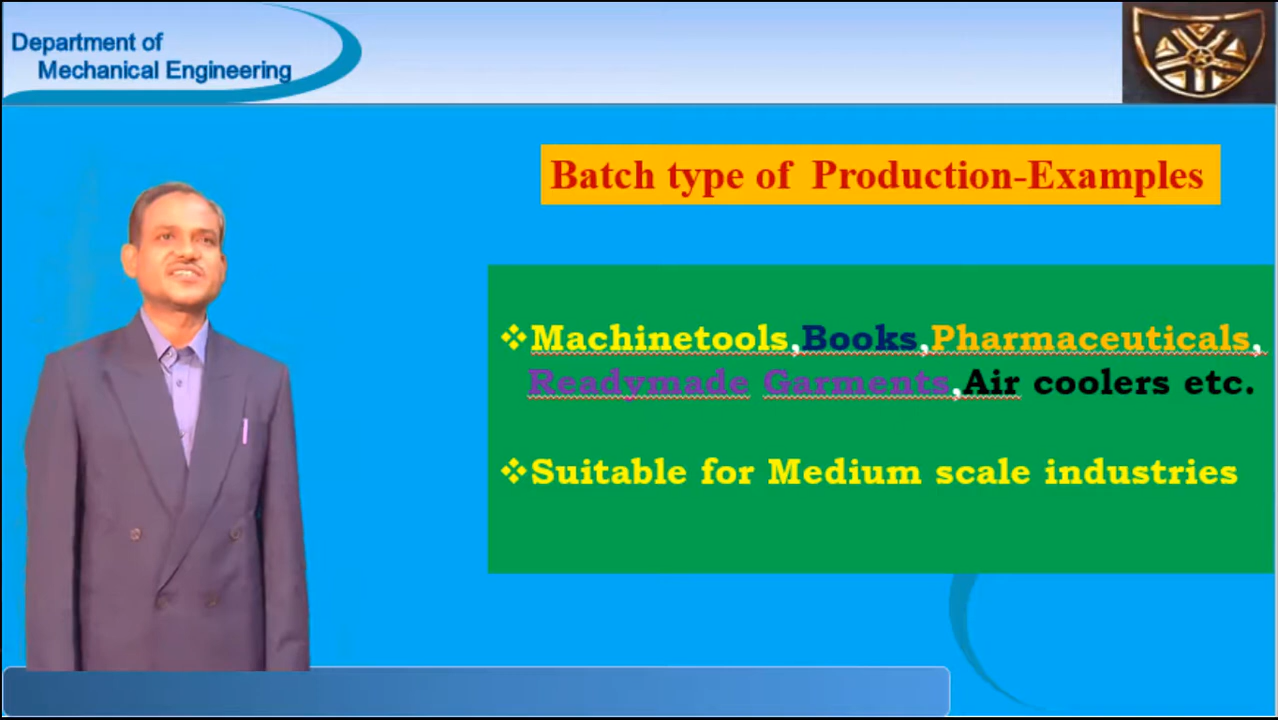 Department of
Mechanical Engineering
Batch type of Production-Examples
❖Machinetools,Books,Pharmaceuticals,
Readymade Garments,Air coolers etc.
❖Suitable for Medium scale industries